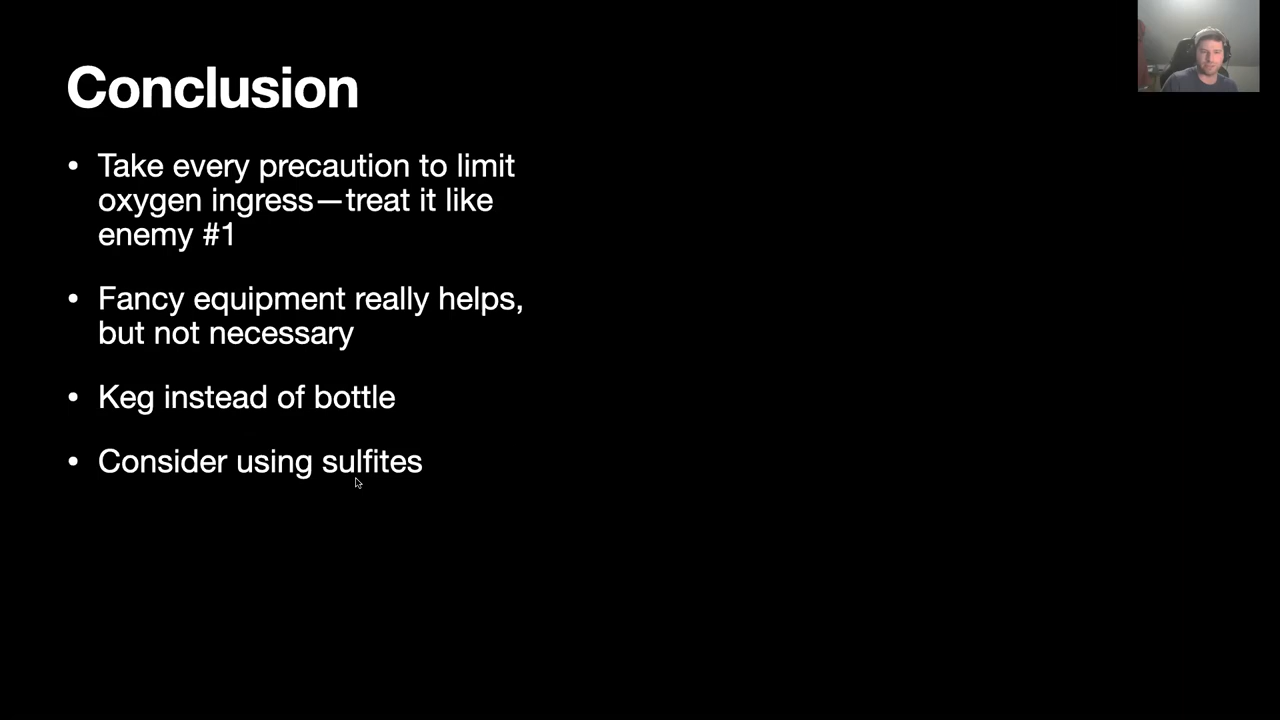 Conclusion
• Take every precaution to limit
oxygen ingress—treat it like
enemy #1
• Fancy equipment really helps,
but not necessary
• Keg instead of bottle
• Consider using sulfites